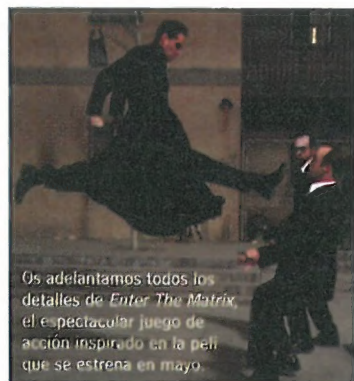 Os adelantamos todos los
detalles de Enter The Matrix,
el espectacular juego de
acción inspirado en la peli
que se estrena en mayo.